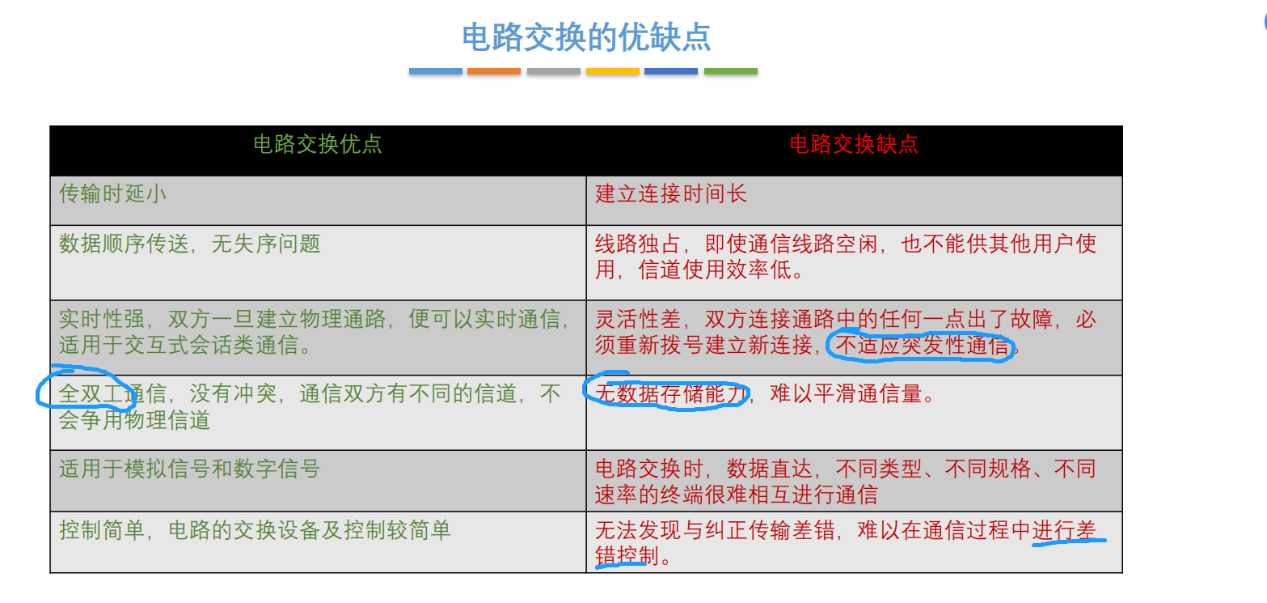 电路交换的优缺点
电路交换优点
电路交换缺点
传输时延小
建立连接时间长
数据顺序传送，无失序问题
线路独占，即使通信线路空闲，也不能供其他用户使
用，信道使用效率低。
实时性强，双方一旦建立物理通路，便可以实时通信，
适用于交互式会话类通信。
灵活性差，双方连接通路中的任何一点出了故障，必
须重新拨号建立新连接，不适应突发性通信。
全双工通信，没有冲突，通信双方有不同的信道，不
会争用物理信道
无数据存储能力，难以平滑通信量。
适用于模拟信号和数字信号
电路交换时，数据直达，不同类型、不同规格、不同
速率的终端很难相互进行通信
控制简单，电路的交换设备及控制较简单
无法发现与纠正传输差错，难以在通信过程中进行差
错控制。